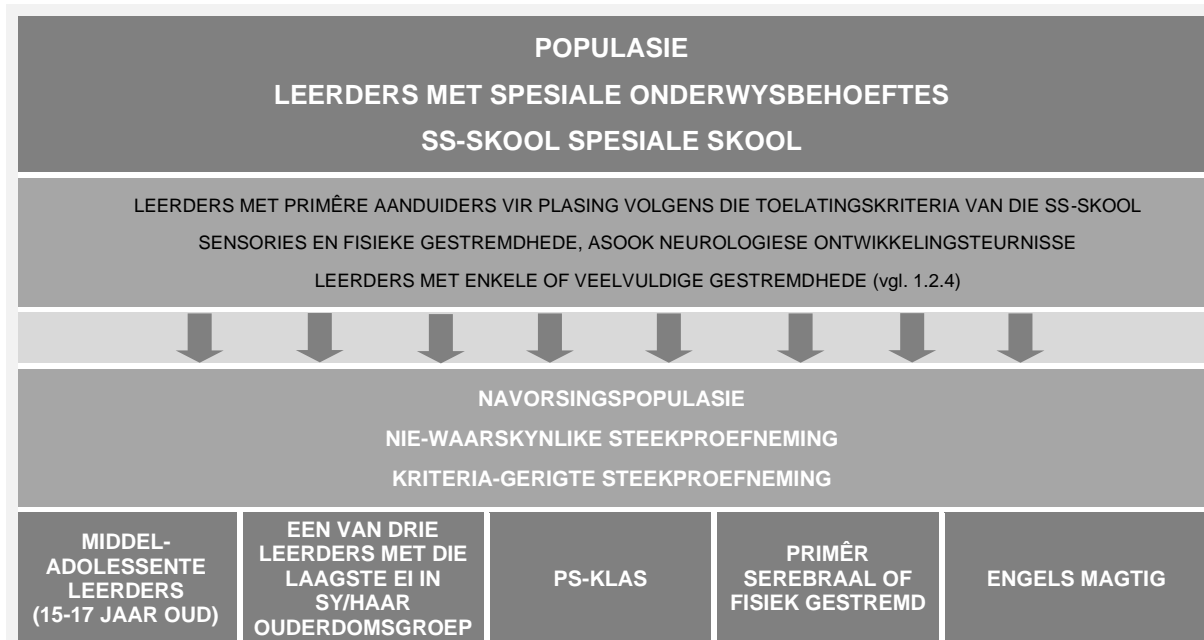 POPULASIE
LEERDERS MET SPESIALE ONDERWYSBEHOEFTES
SS-SKOOL SPESIALE SKOOL
LEERDERS MET PRIMÊRE AANDUIDERS VIR PLASING VOLGENS DIE TOELATINGSKRITERIA VAN DIE SS-SKOOL
SENSORIES EN FISIEKE GESTREMDHEDE, ASOOK NEUROLOGIESE ONTWIKKELINGSTEURNISSE
LEERDERS MET ENKELE OF VEELVULDIGE GESTREMDHEDE (vgl. 1.2.4)
NAVORSINGSPOPULASIE
NIE-WAARSKYNLIKE STEEKPROEFNEMING
KRITERIA-GERIGTE STEEKPROEFNEMING
MIDDEL-
ADOLESSENTE
LEERDERS
(15-17 JAAR OUD)
EEN VAN DRIE
LEERDERS MET DIE
LAAGSTE EI IN
SY/HAAR
OUDERDOMSGROEP
PS-KLAS
PRIMÊR
SEREBRAAL OF
FISIEK GESTREMD
ENGELS MAGTIG